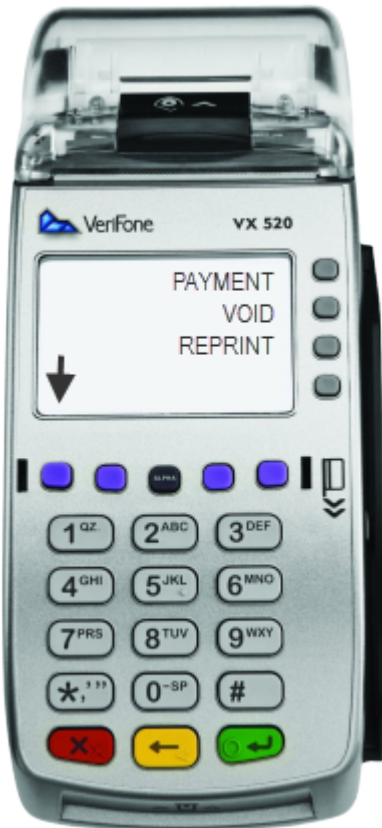 VeriFone VX 520
PAYMENT
VOID
REPRINT
ALPHA
1 QZ. 2 ABC 3 DEF
4 GHI 5 JKL 6 MNO
7 PRS 8 TUV 9 WXY
*,'" 0 -SP #